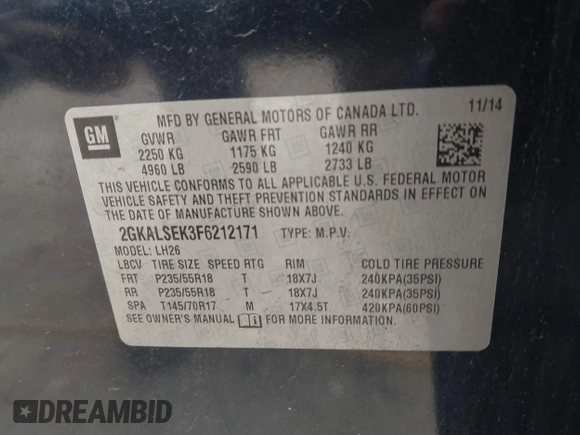 GM
MFD BY GENERAL MOTORS OF CANADA LTD. 11/14
GVWR GAWR FRT GAWR RR
2250 KG 1175 KG 1240 KG
4960 LB 2590 LB 2733 LB
THIS VEHICLE CONFORMS TO ALL APPLICABLE U.S. FEDERAL MOTOR
VEHICLE SAFETY AND THEFT PREVENTION STANDARDS IN EFFECT ON
THE DATE OF MANUFACTURE SHOWN ABOVE.
2GKALSEK3F6212171 TYPE: M.P.V.
MODEL: LH26
LBCV TIRE SIZE SPEED RTG RIM COLD TIRE PRESSURE
FRT P235/55R18 T 18X7J 240KPA(35PSI)
RR P235/55R18 T 18X7J 240KPA(35PSI)
SPA T145/70R17 M 17X4.5T 420KPA(60PSI)
SEE OWNER'S MANUAL FOR MORE INFORMATION.
DREAMBID